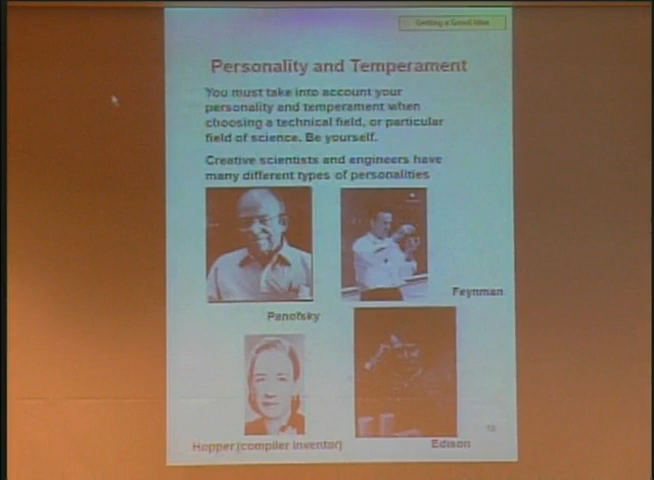 Getting a Good Idea
Personality and Temperament
You must take into account your
personality and temperament when
choosing a technical field, or particular
field of science. Be yourself.
Creative scientists and engineers have
many different types of personalities
Feynman
Panofsky
Hopper (compiler inventor)
Edison